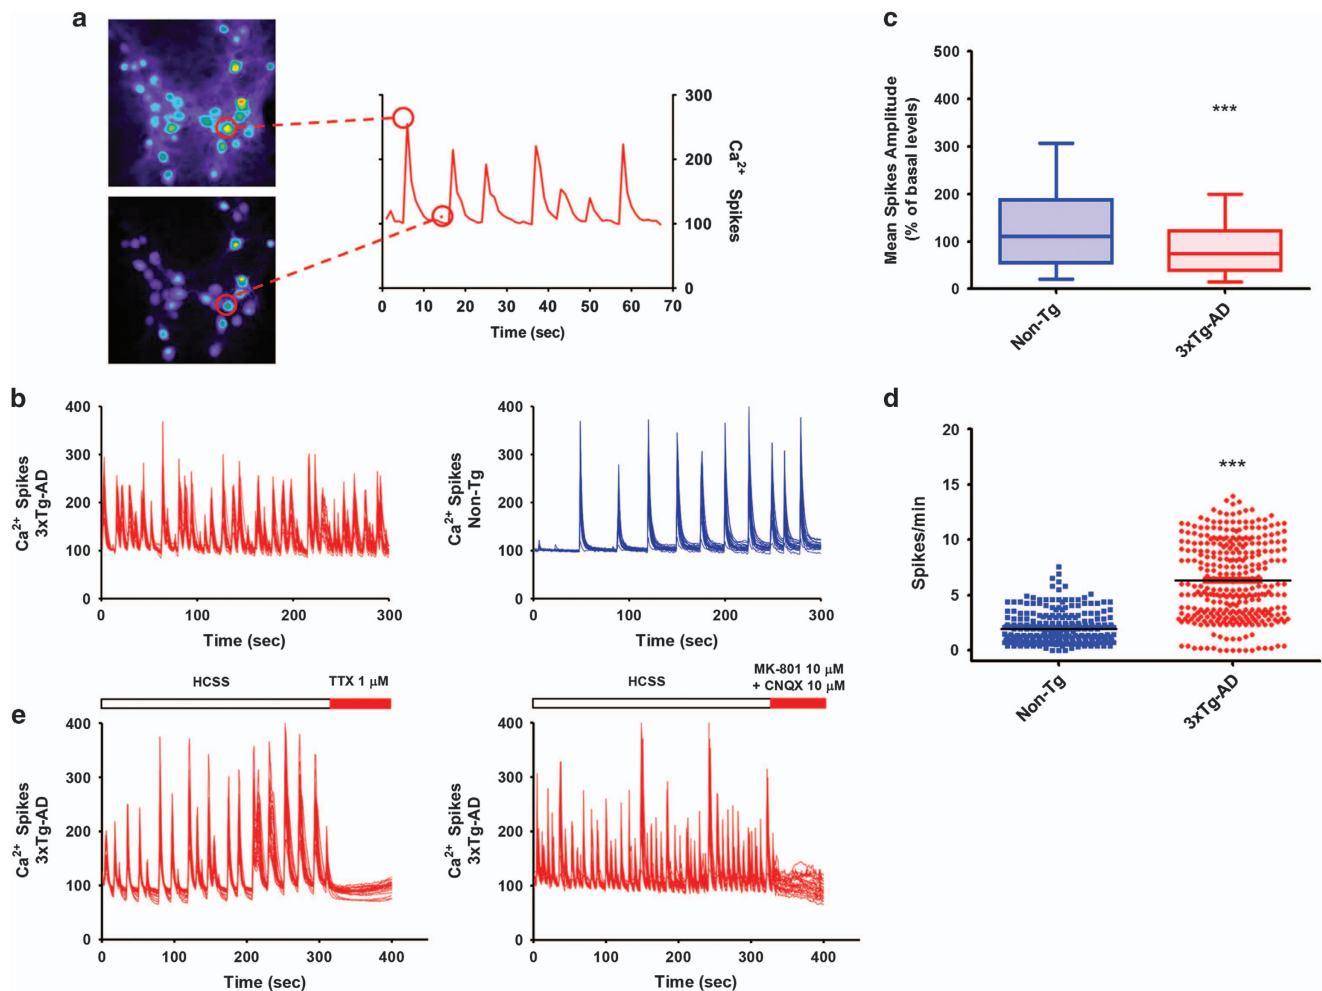 a
300
200
100
0
Ca2+ Spikes
0 10 20 30 40 50 60 70
Time (sec)
c
500
400
300
200
100
0
Mean Spikes Amplitude
(% of basal levels)
***
Non-Tg
3xTg-AD
b
400
300
200
100
0
Ca2+ Spikes
3xTg-AD
0 100 200 300
Time (sec)
400
300
200
100
0
Ca2+ Spikes
Non-Tg
0 100 200 300
Time (sec)
d
20
15
10
5
0
Spikes/min
***
Non-Tg
3xTg-AD
e
HCSS
TTX 1 µM
400
300
200
100
0
Ca2+ Spikes
3xTg-AD
0 100 200 300 400
Time (sec)
HCSS
MK-801 10 µM
+ CNQX 10 µM
400
300
200
100
0
Ca2+ Spikes
3xTg-AD
0 100 200 300 400
Time (sec)